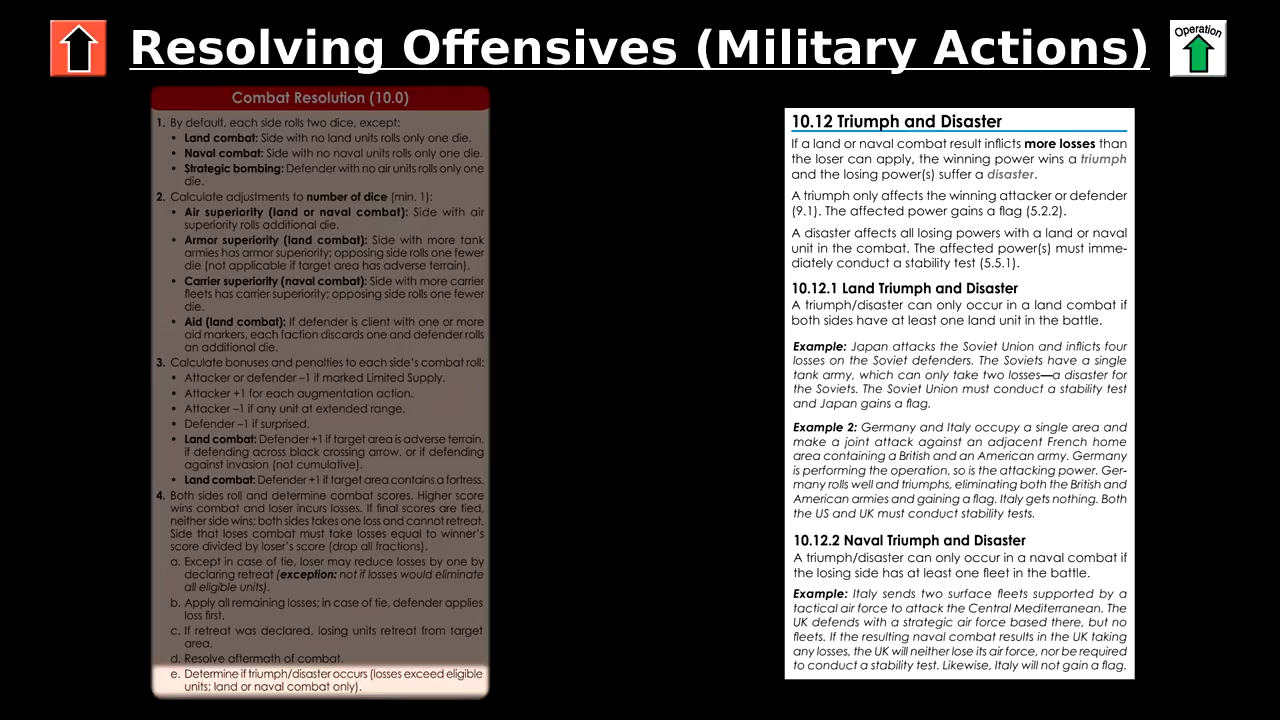 Resolving Offensives (Military Actions)
Operation
Combat Resolution (10.0)
1. By default, each side rolls two dice, except:
• Land combat: Side with no land units rolls only one die.
• Naval combat: Side with no naval units rolls only one die.
• Strategic bombing: Defender with no air units rolls only one
die.
2. Calculate adjustments to number of dice (min. 1):
• Air superiority (land or naval combat): Side with air
superiority rolls additional die.
• Armor superiority (land combat): Side with more tank
armies has armor superiority; opposing side rolls one fewer
die (not applicable if target area has adverse terrain).
• Carrier superiority (naval combat): Side with more carrier
fleets has carrier superiority; opposing side rolls one fewer
die.
• Aid (land combat): If defender is client with one or more
aid markers, each faction discards one and defender rolls
an additional die.
3. Calculate bonuses and penalties to each side's combat roll:
• Attacker or defender –1 if marked Limited Supply.
• Attacker +1 for each augmentation action.
• Attacker –1 if any unit at extended range.
• Defender –1 if surprised.
• Land combat: Defender +1 if target area is adverse terrain,
if defending across black crossing arrow, or if defending
against invasion (not cumulative).
• Land combat: Defender +1 if target area contains a fortress.
4. Both sides roll and determine combat scores. Higher score
wins combat and loser incurs losses. If final scores are tied,
neither side wins; both sides takes one loss and cannot retreat.
Side that loses combat must take losses equal to winner's
score divided by loser's score (drop all fractions).
a. Except in case of tie, loser may reduce losses by one by
declaring retreat (exception: not if losses would eliminate
all eligible units).
b. Apply all remaining losses; in case of tie, defender applies
loss first.
c. If retreat was declared, losing units retreat from target
area.
d. Resolve aftermath of combat.
e. Determine if triumph/disaster occurs (losses exceed eligible
units; land or naval combat only).
10.12 Triumph and Disaster
If a land or naval combat result inflicts more losses than
the loser can apply, the winning power wins a triumph
and the losing power(s) suffer a disaster.
A triumph only affects the winning attacker or defender
(9.1). The affected power gains a flag (5.2.2).
A disaster affects all losing powers with a land or naval
unit in the combat. The affected power(s) must imme-
diately conduct a stability test (5.5.1).
10.12.1 Land Triumph and Disaster
A triumph/disaster can only occur in a land combat if
both sides have at least one land unit in the battle.
Example: Japan attacks the Soviet Union and inflicts four
losses on the Soviet defenders. The Soviets have a single
tank army, which can only take two losses—a disaster for
the Soviets. The Soviet Union must conduct a stability test
and Japan gains a flag.
Example 2: Germany and Italy occupy a single area and
make a joint attack against an adjacent French home
area containing a British and an American army. Germany
is performing the operation, so is the attacking power. Ger-
many rolls well and triumphs, eliminating both the British and
American armies and gaining a flag. Italy gets nothing. Both
the US and UK must conduct stability tests.
10.12.2 Naval Triumph and Disaster
A triumph/disaster can only occur in a naval combat if
the losing side has at least one fleet in the battle.
Example: Italy sends two surface fleets supported by a
tactical air force to attack the Central Mediterranean. The
UK defends with a strategic air force based there, but no
fleets. If the resulting naval combat results in the UK taking
any losses, the UK will neither lose its air force, nor be required
to conduct a stability test. Likewise, Italy will not gain a flag.